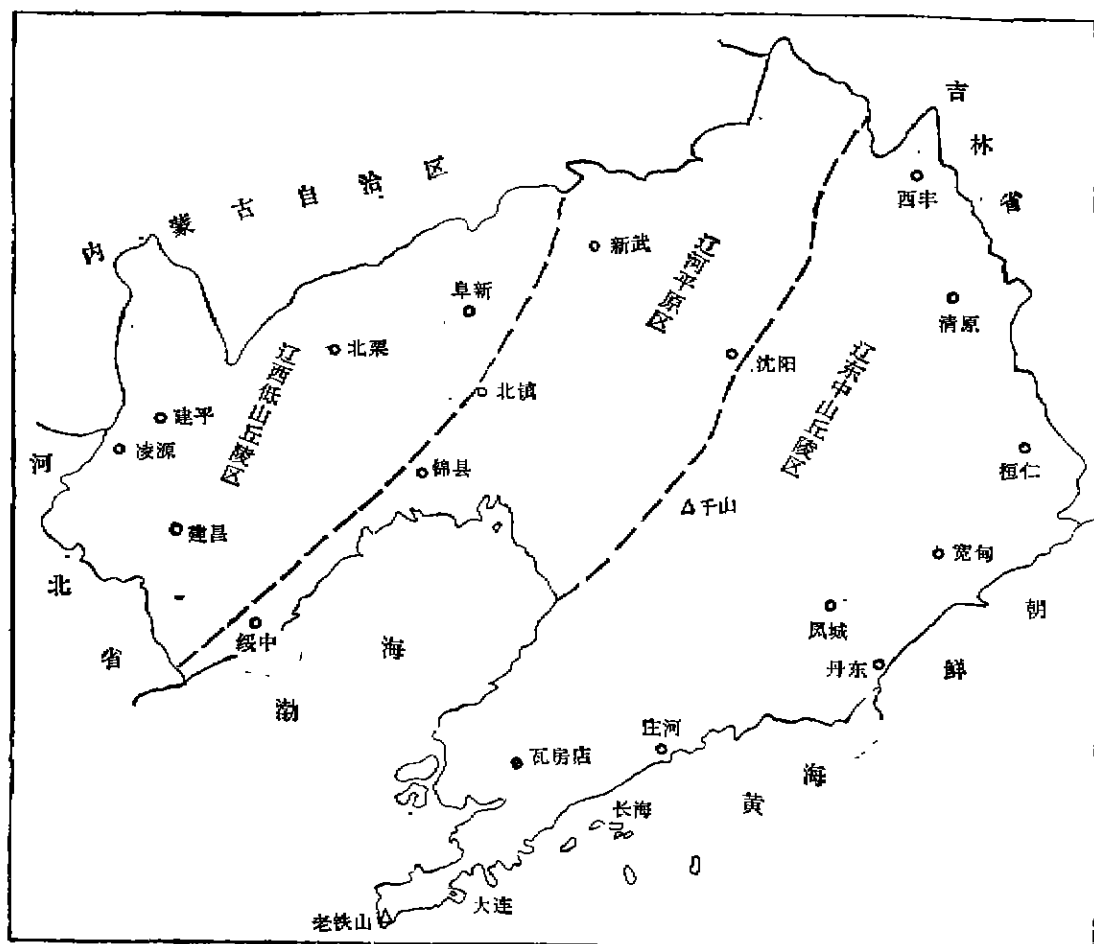 吉林省
内蒙古自治区
西丰
新武
辽河平原区
清原
阜新
北票
沈阳
辽西低山丘陵区
辽东中山丘陵区
北镇
建平
凌源
河北省
锦县
桓仁
千山
建昌
宽甸
绥中
凤城
朝鲜
丹东
渤海
庄河
瓦房店
黄海
长海
大连
老铁山